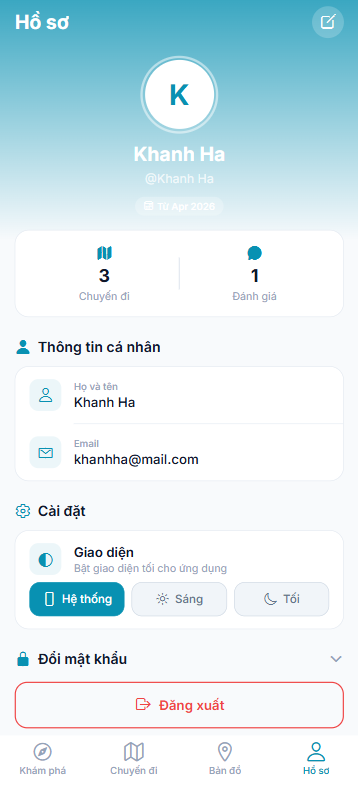 Hồ sơ
K
Khanh Ha
@Khanh Ha
Từ Apr 2026
3
Chuyến đi
1
Đánh giá
Thông tin cá nhân
Họ và tên
Khanh Ha
Email
khanhha@mail.com
Cài đặt
Giao diện
Bật giao diện tối cho ứng dụng
Hệ thống
Sáng
Tối
Đổi mật khẩu
Đăng xuất
Khám phá
Chuyến đi
Bản đồ
Hồ sơ